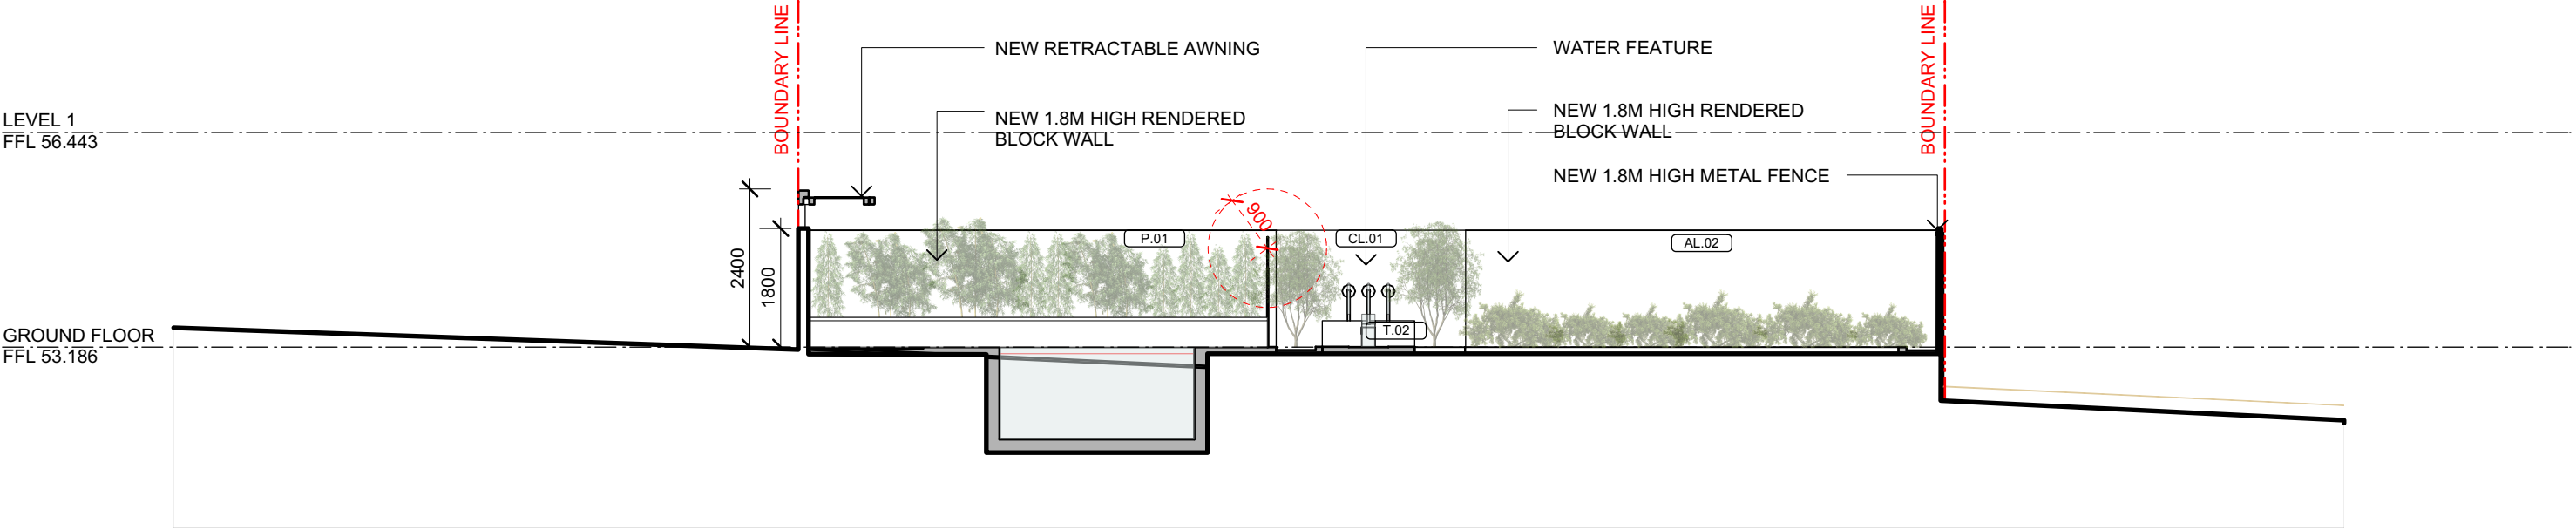 BOUNDARY LINE
BOUNDARY LINE
NEW RETRACTABLE AWNING
WATER FEATURE
LEVEL 1
FFL 56.443
NEW 1.8M HIGH RENDERED
BLOCK WALL
NEW 1.8M HIGH RENDERED
BLOCK WALL
NEW 1.8M HIGH METAL FENCE
2400
1800
900
P.01
CL.01
AL.02
T.02
GROUND FLOOR
FFL 53.186